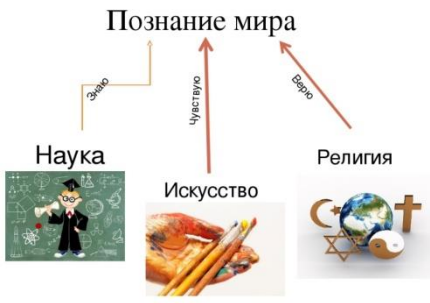 Познание мира
Знаю
Чувствую
Верю
Наука
Искусство
Религия